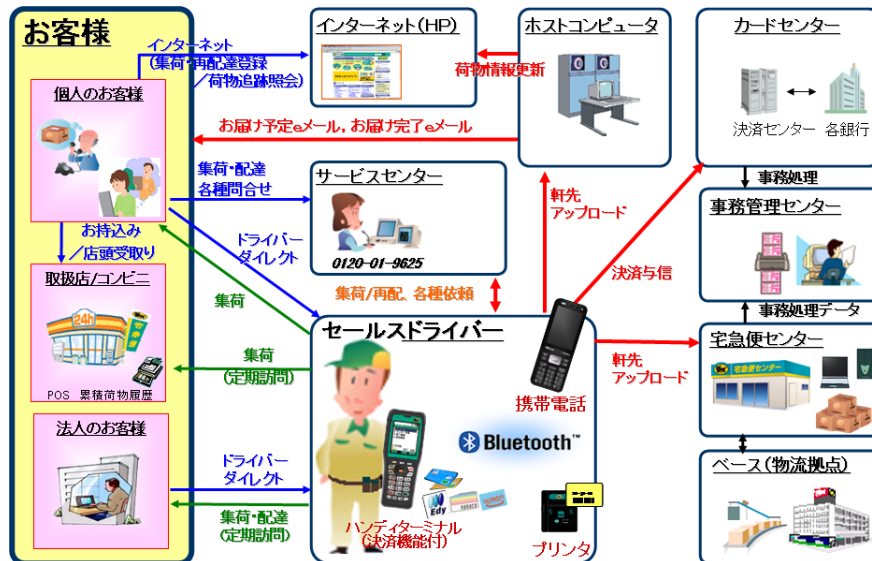 お客様
インターネット
(集荷・再配達登録
／荷物追跡照会)
個人のお客様
お持込み
／店頭受取り
取扱店/コンビニ
24h
POS 累積荷物履歴
法人のお客様
インターネット(HP)
荷物情報更新
ホストコンピュータ
お届け予定eメール，お届け完了eメール
集荷・配達
各種問合せ
サービスセンター
0120-01-9625
ドライバー
ダイレクト
集荷
集荷/再配、各種依頼
軒先
アップロード
決済与信
集荷
(定期訪問)
ドライバー
ダイレクト
集荷・配達
(定期訪問)
セールスドライバー
携帯電話
Bluetooth™
Edy
ハンディターミナル
(決済機能付)
プリンタ
軒先
アップロード
カードセンター
決済センター
各銀行
事務処理
事務管理センター
事務処理データ
宅急便センター
宅急便センター
ベース(物流拠点)